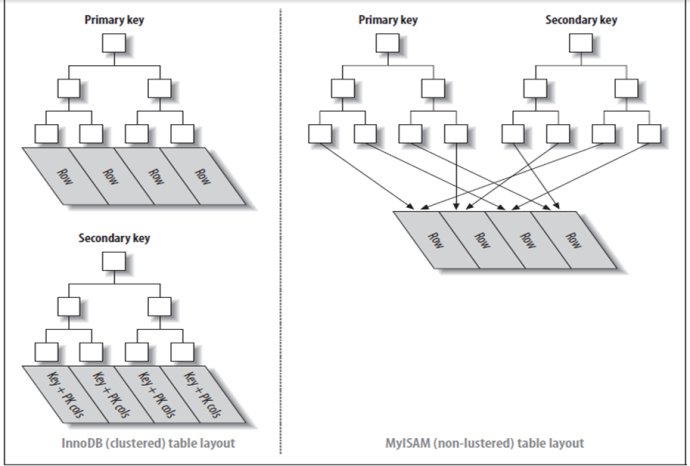 Primary key
Row
Row
Row
Row
Secondary key
Key + PK cols
Key + PK cols
Key + PK cols
Key + PK cols
InnoDB (clustered) table layout
Primary key
Secondary key
Row
Row
Row
Row
MyISAM (non-lustered) table layout